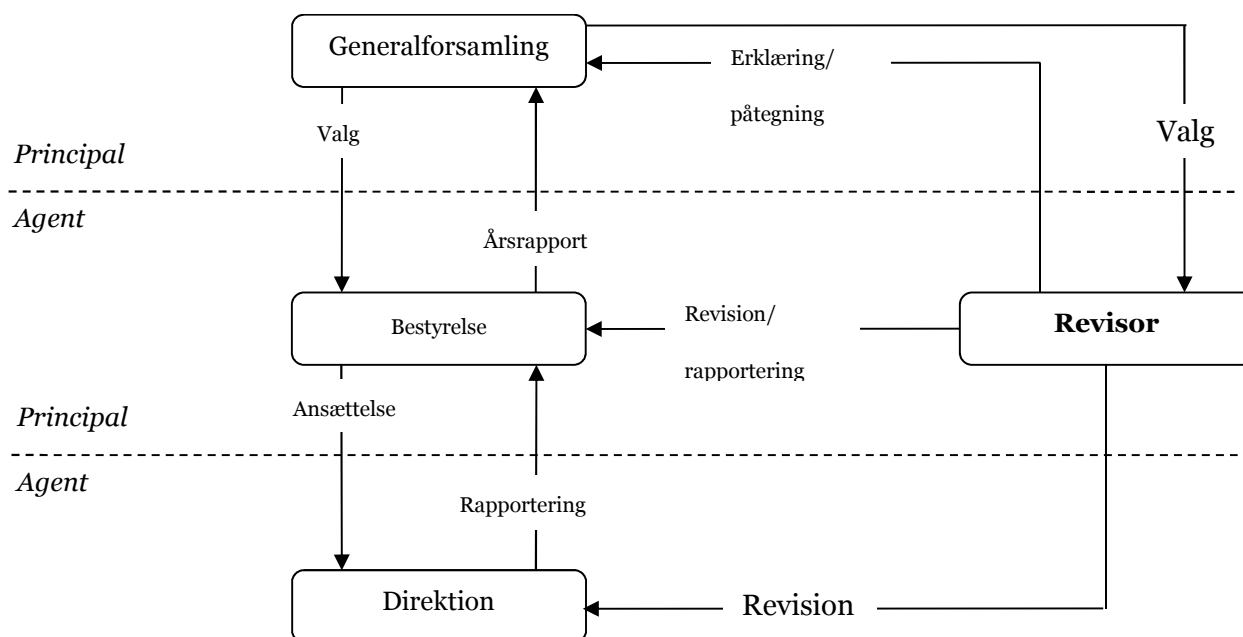 Generalforsamling
Erklæring/
påtegning
Valg
Valg
Principal
Agent
Årsrapport
Bestyrelse
Revision/
rapportering
Revisor
Ansættelse
Principal
Agent
Rapportering
Direktion
Revision